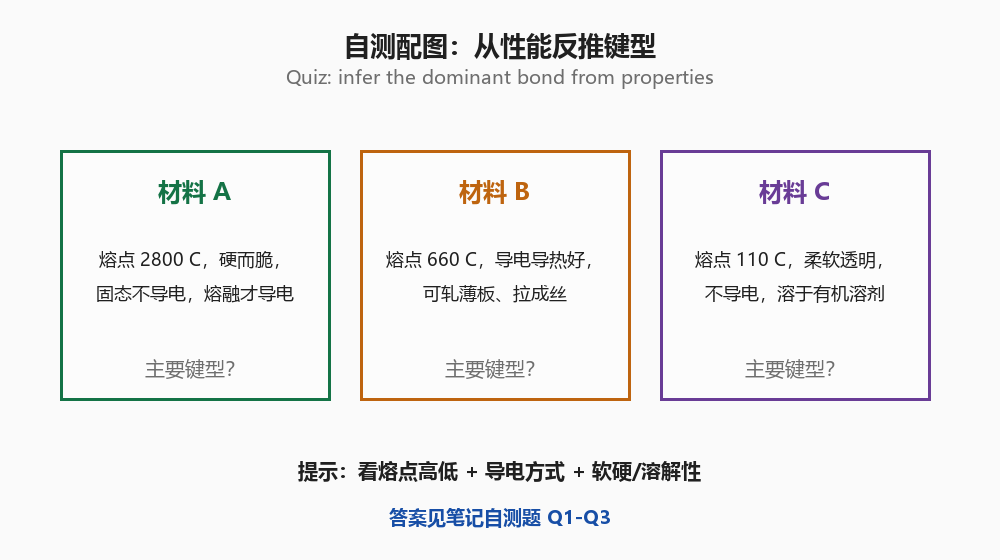 自测配图：从性能反推键型
Quiz: infer the dominant bond from properties
材料 A
熔点 2800 C，硬而脆，
固态不导电，熔融才导电
主要键型？
材料 B
熔点 660 C，导电导热好，
可轧薄板、拉成丝
主要键型？
材料 C
熔点 110 C，柔软透明，
不导电，溶于有机溶剂
主要键型？
提示：看熔点高低 + 导电方式 + 软硬/溶解性
答案见笔记自测题 Q1-Q3